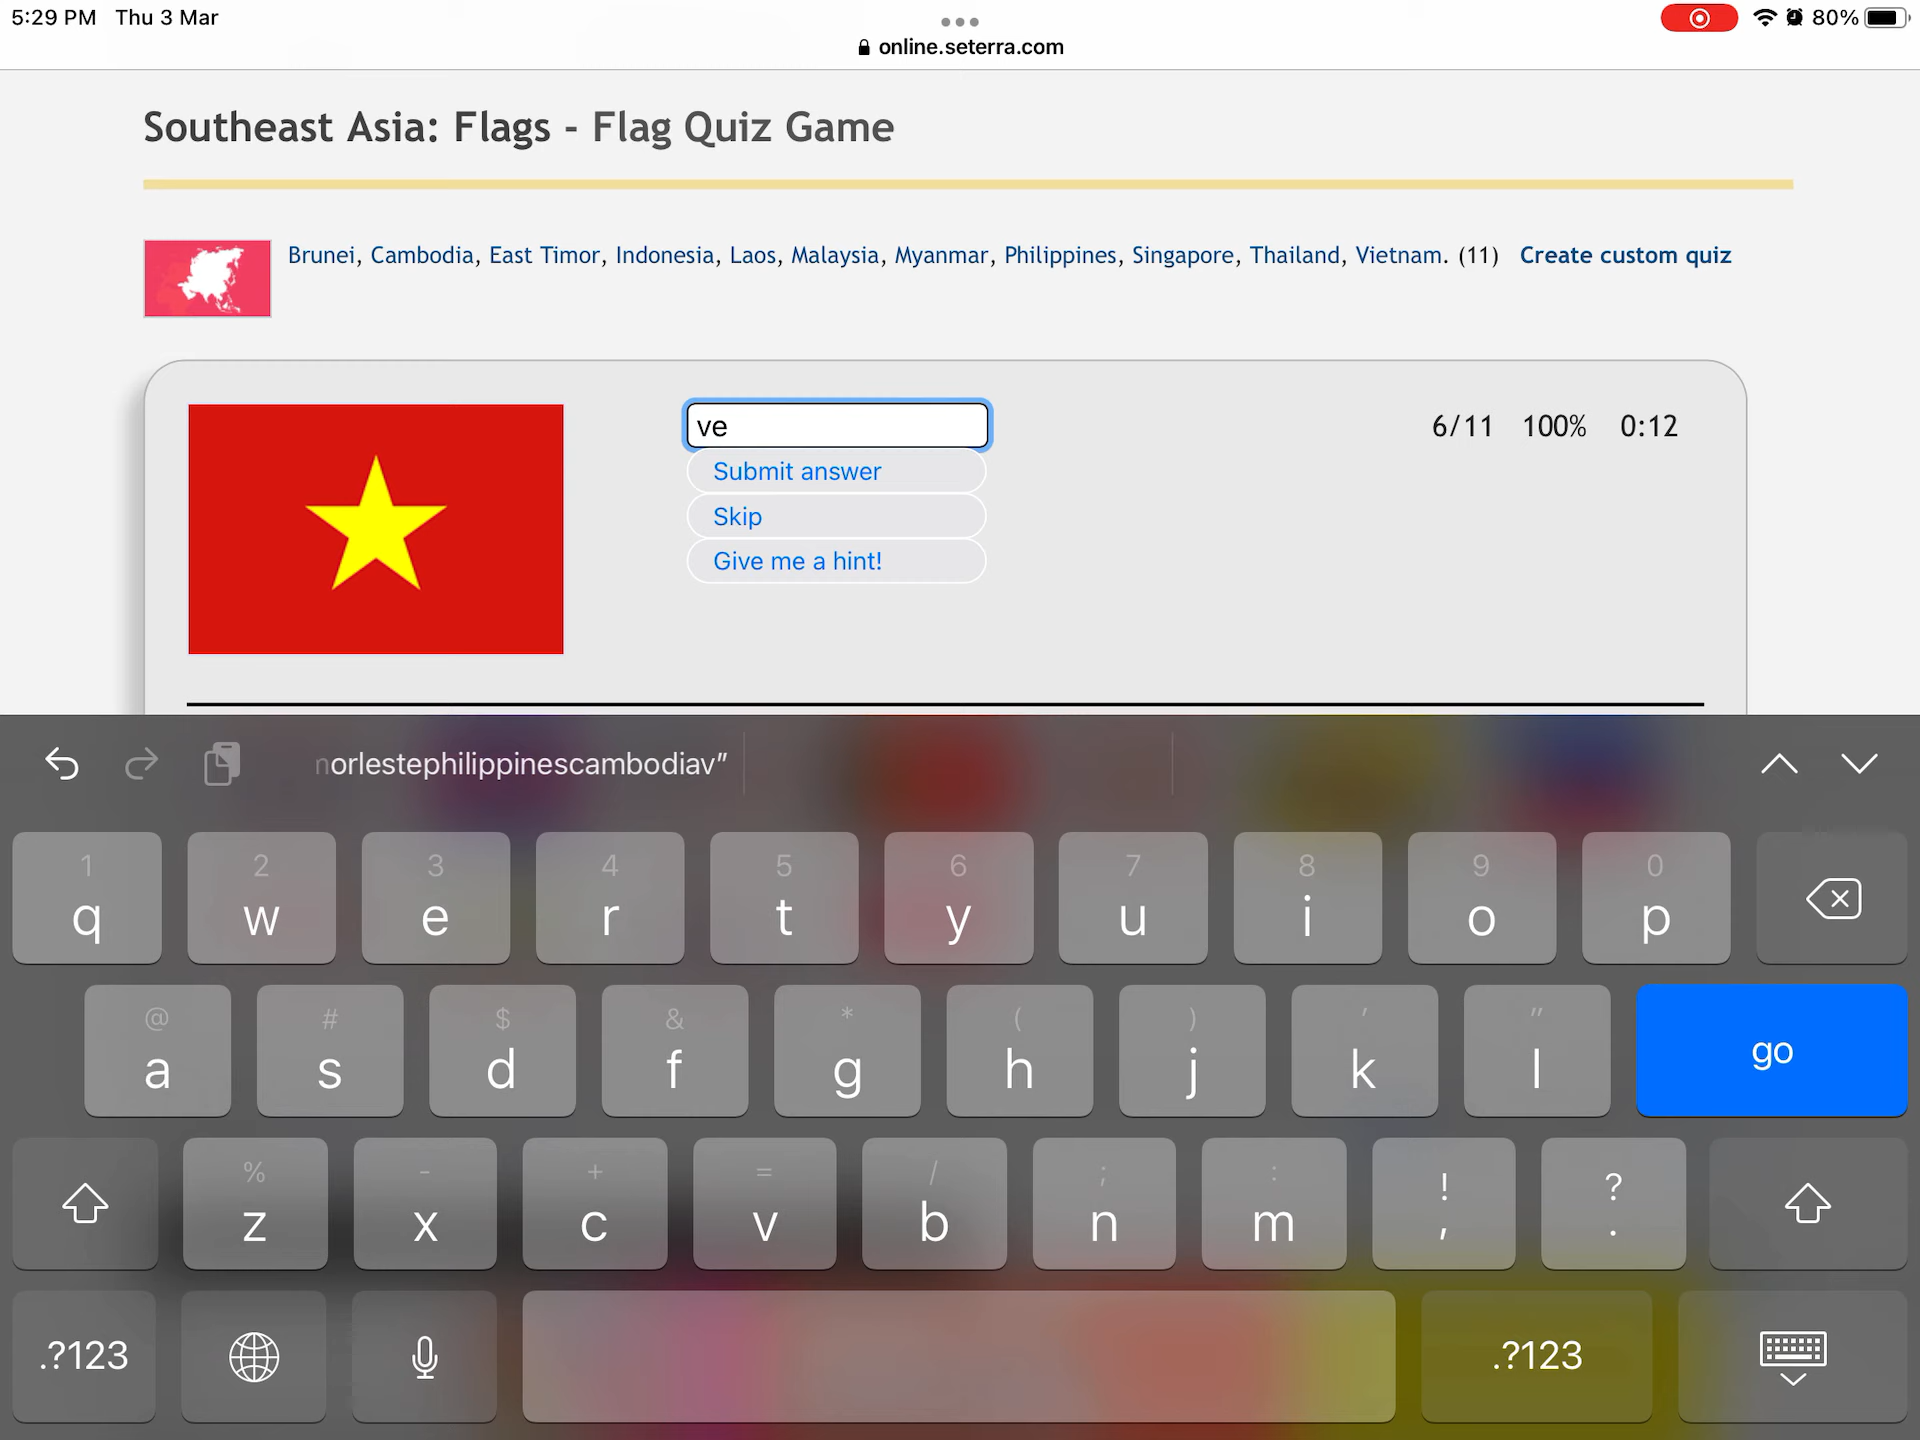 5:29 PM Thu 3 Mar
80%
online.seterra.com
Southeast Asia: Flags - Flag Quiz Game
Brunei, Cambodia, East Timor, Indonesia, Laos, Malaysia, Myanmar, Philippines, Singapore, Thailand, Vietnam. (11) Create custom quiz
ve
6/11 100% 0:12
Submit answer
Skip
Give me a hint!
norlestephilippinescambodiav”
1 2 3 4 5 6 7 8 9 0
q w e r t y u i o p
@ # $ & * ( ) ' "
a s d f g h j k l go
% - + = / ; : ! ?
z x c v b n m , .
.?123 .?123